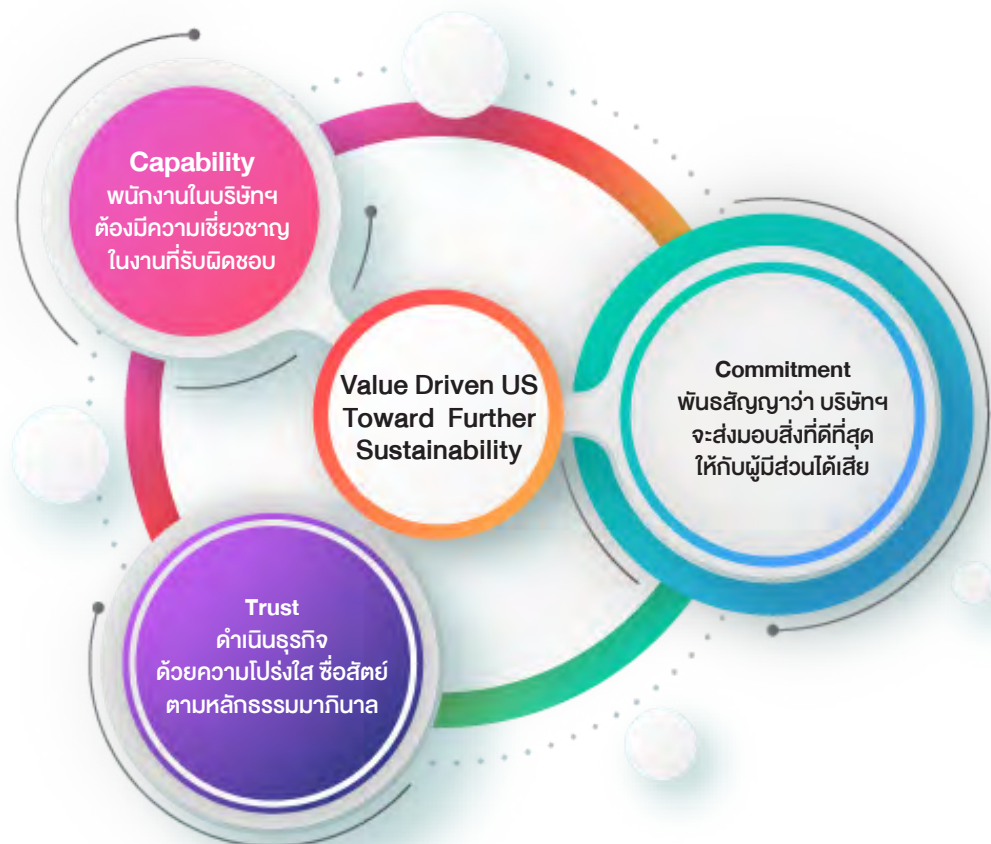 Capability
พนักงานในบริษัทฯ
ต้องมีความเชี่ยวชาญ
ในงานที่รับผิดชอบ
Value Driven US
Toward Further
Sustainability
Commitment
พันธสัญญาว่า บริษัทฯ
จะส่งมอบสิ่งที่ดีที่สุด
ให้กับผู้มีส่วนได้เสีย
Trust
ดำเนินธุรกิจ
ด้วยความโปร่งใส ซื่อสัตย์
ตามหลักธรรมมาภินาล